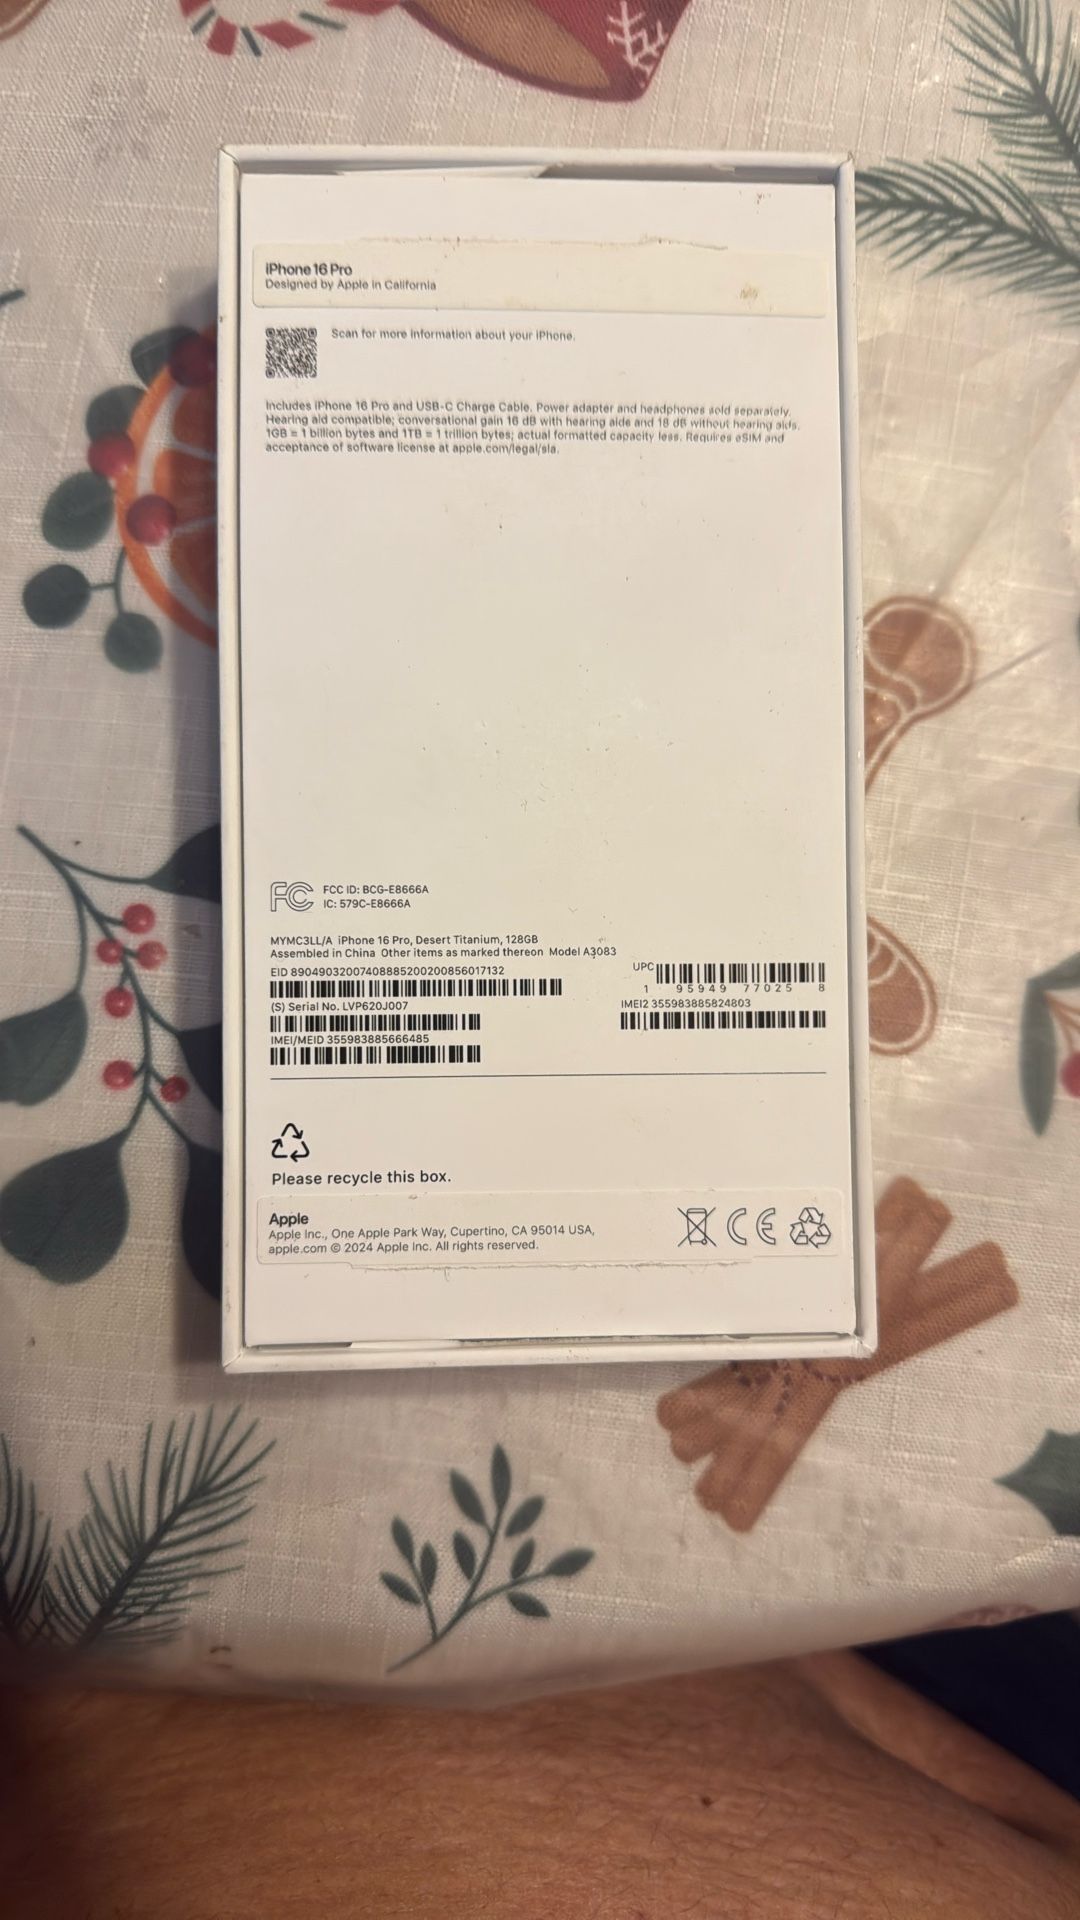 iPhone 16 Pro
Designed by Apple in California
Scan for more information about your iPhone.
Includes iPhone 16 Pro and USB-C Charge Cable. Power adapter and headphones sold separately.
Hearing aid compatible; conversational gain 16 dB with hearing aids and 18 dB without hearing aids.
1GB = 1 billion bytes and 1TB = 1 trillion bytes; actual formatted capacity less. Requires eSIM and
acceptance of software license at apple.com/legal/sla.
FC FCC ID: BCG-E8666A
IC: 579C-E8666A
MYMC3LL/A iPhone 16 Pro, Desert Titanium, 128GB
Assembled in China Other items as marked thereon Model A3083
EID 89049032007408885200200856017132
UPC
1 95949 77025 8
(S) Serial No. LVP620J007
IMEI2 355983885824803
IMEI/MEID 355983885666485
Please recycle this box.
Apple
Apple Inc., One Apple Park Way, Cupertino, CA 95014 USA,
apple.com © 2024 Apple Inc. All rights reserved.
CE